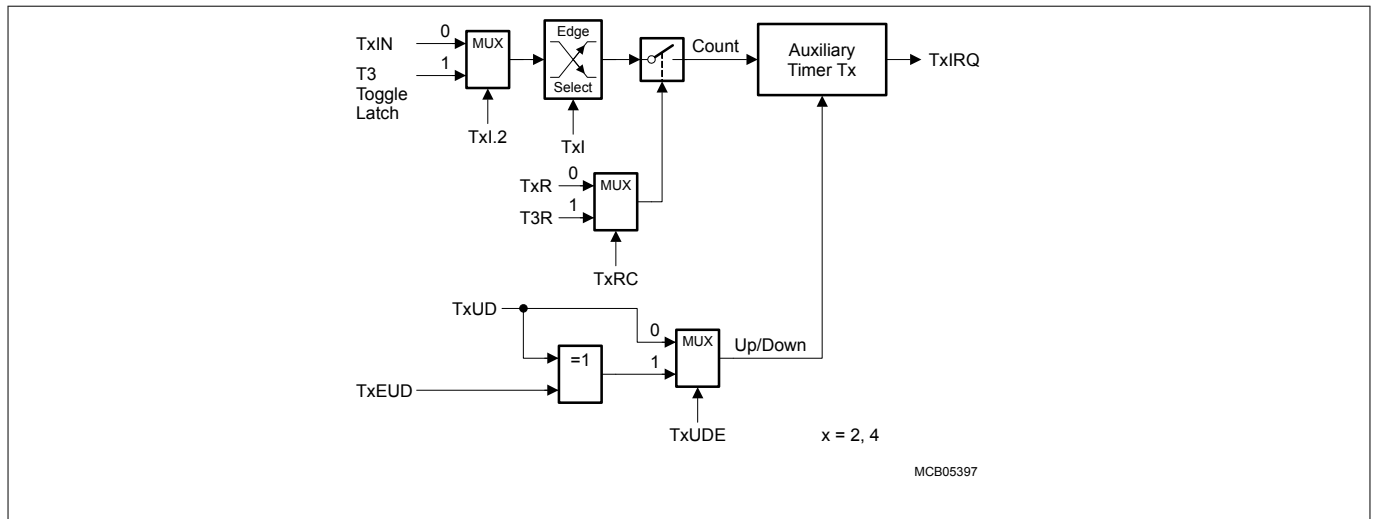 TxIN
0
MUX
T3
Toggle
Latch
1
TxI.2
Edge
Select
TxI
Count
Auxiliary
Timer Tx
TxIRQ
TxR
0
MUX
T3R
1
TxRC
TxUD
0
MUX
Up/Down
=1
1
TxEUD
TxUDE
x = 2, 4
MCB05397